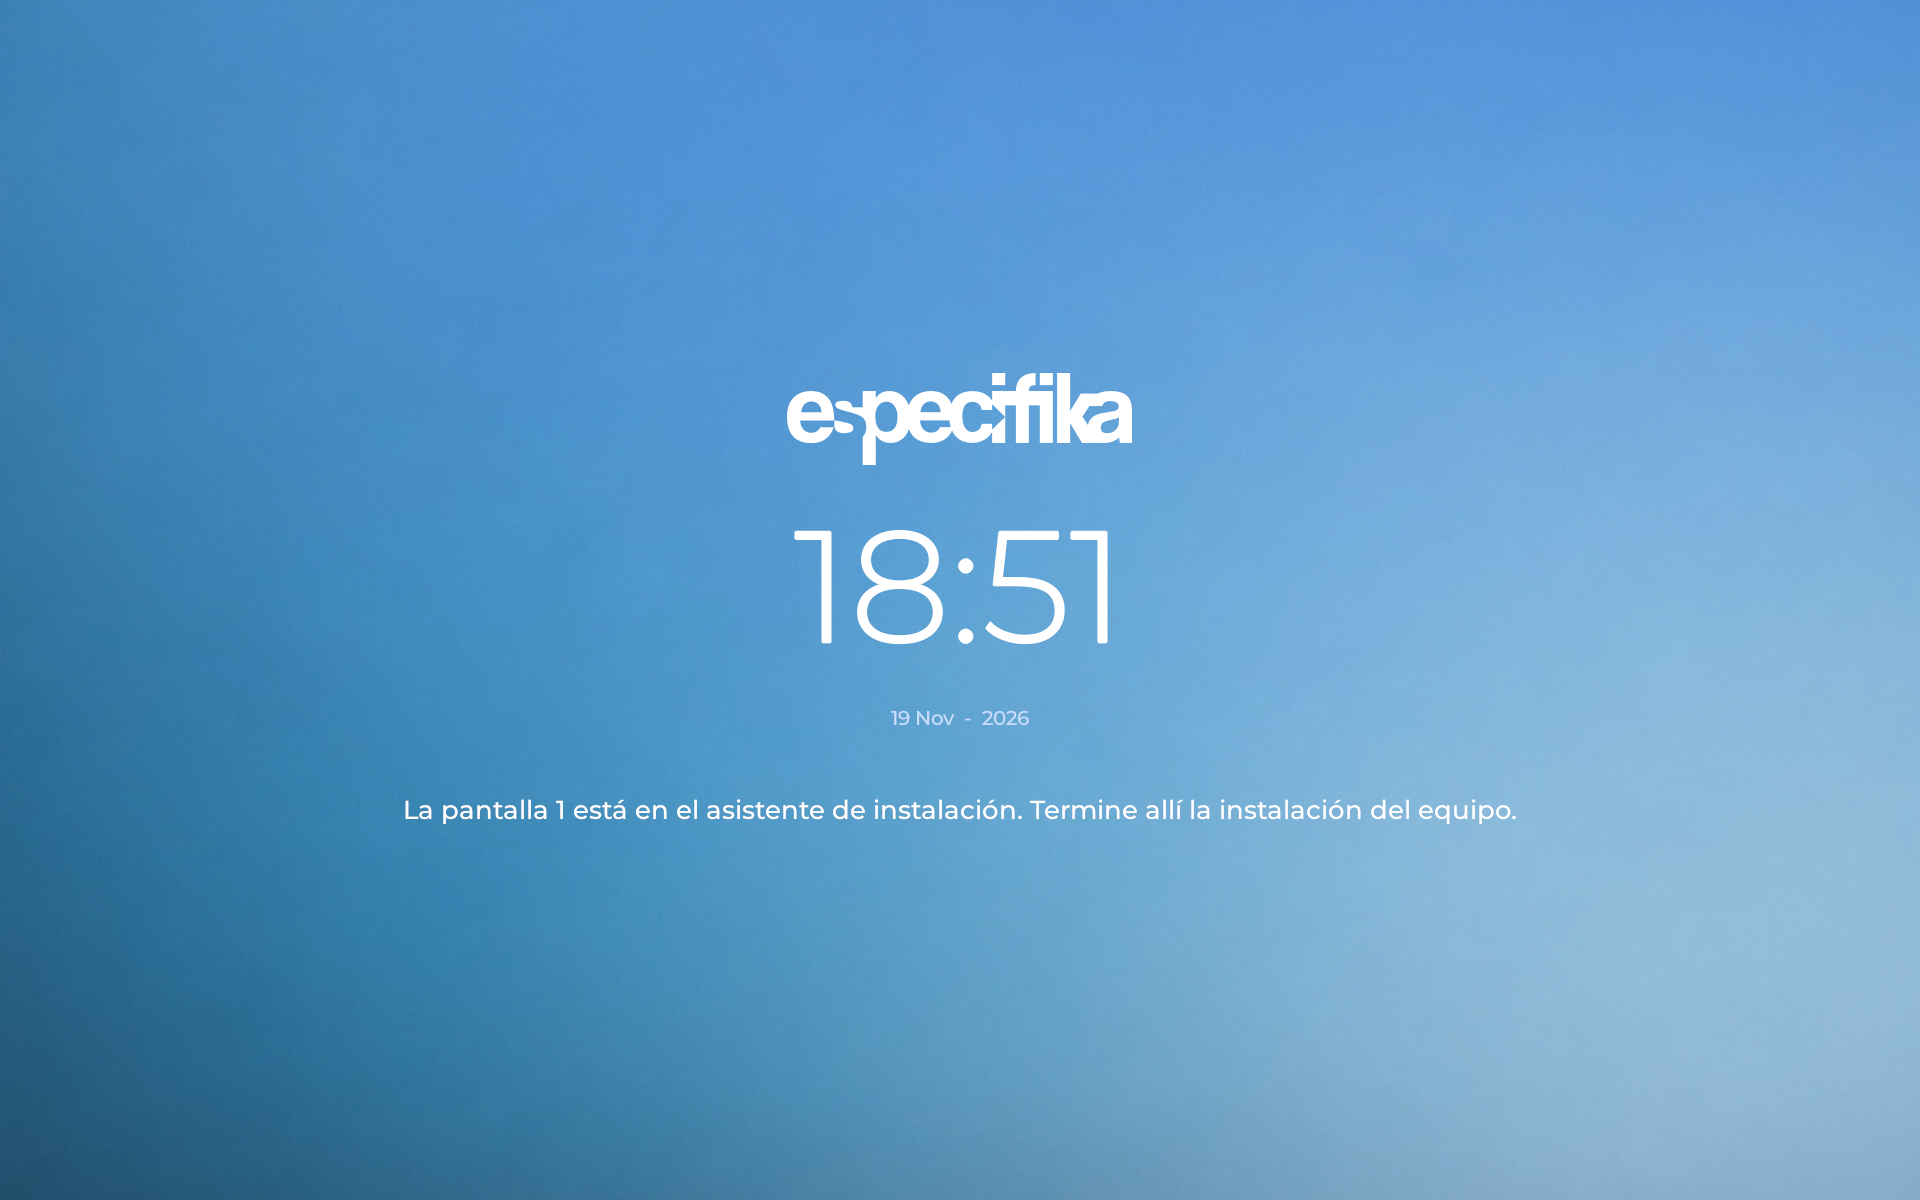 especifika
18:51
19 Nov - 2026
La pantalla 1 está en el asistente de instalación. Termine allí la instalación del equipo.